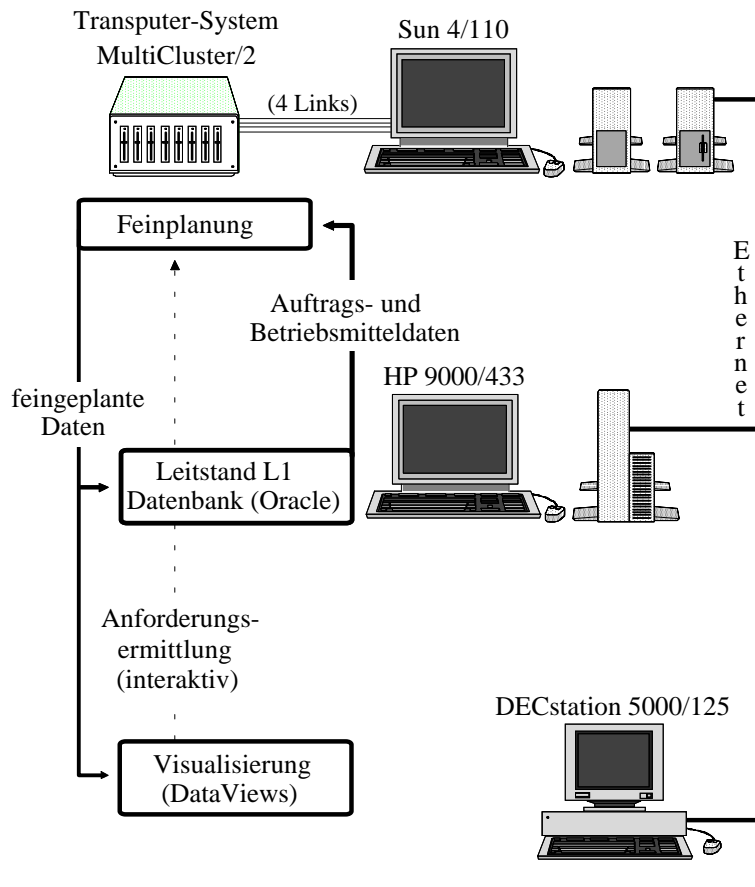 Transputer-System
MultiCluster/2
Sun 4/110
(4 Links)
Feinplanung
Auftrags- und
Betriebsmitteldaten
Ethernet
HP 9000/433
feingeplante
Daten
Leitstand L1
Datenbank (Oracle)
Anforderungs-
ermittlung
(interaktiv)
DECstation 5000/125
Visualisierung
(DataViews)